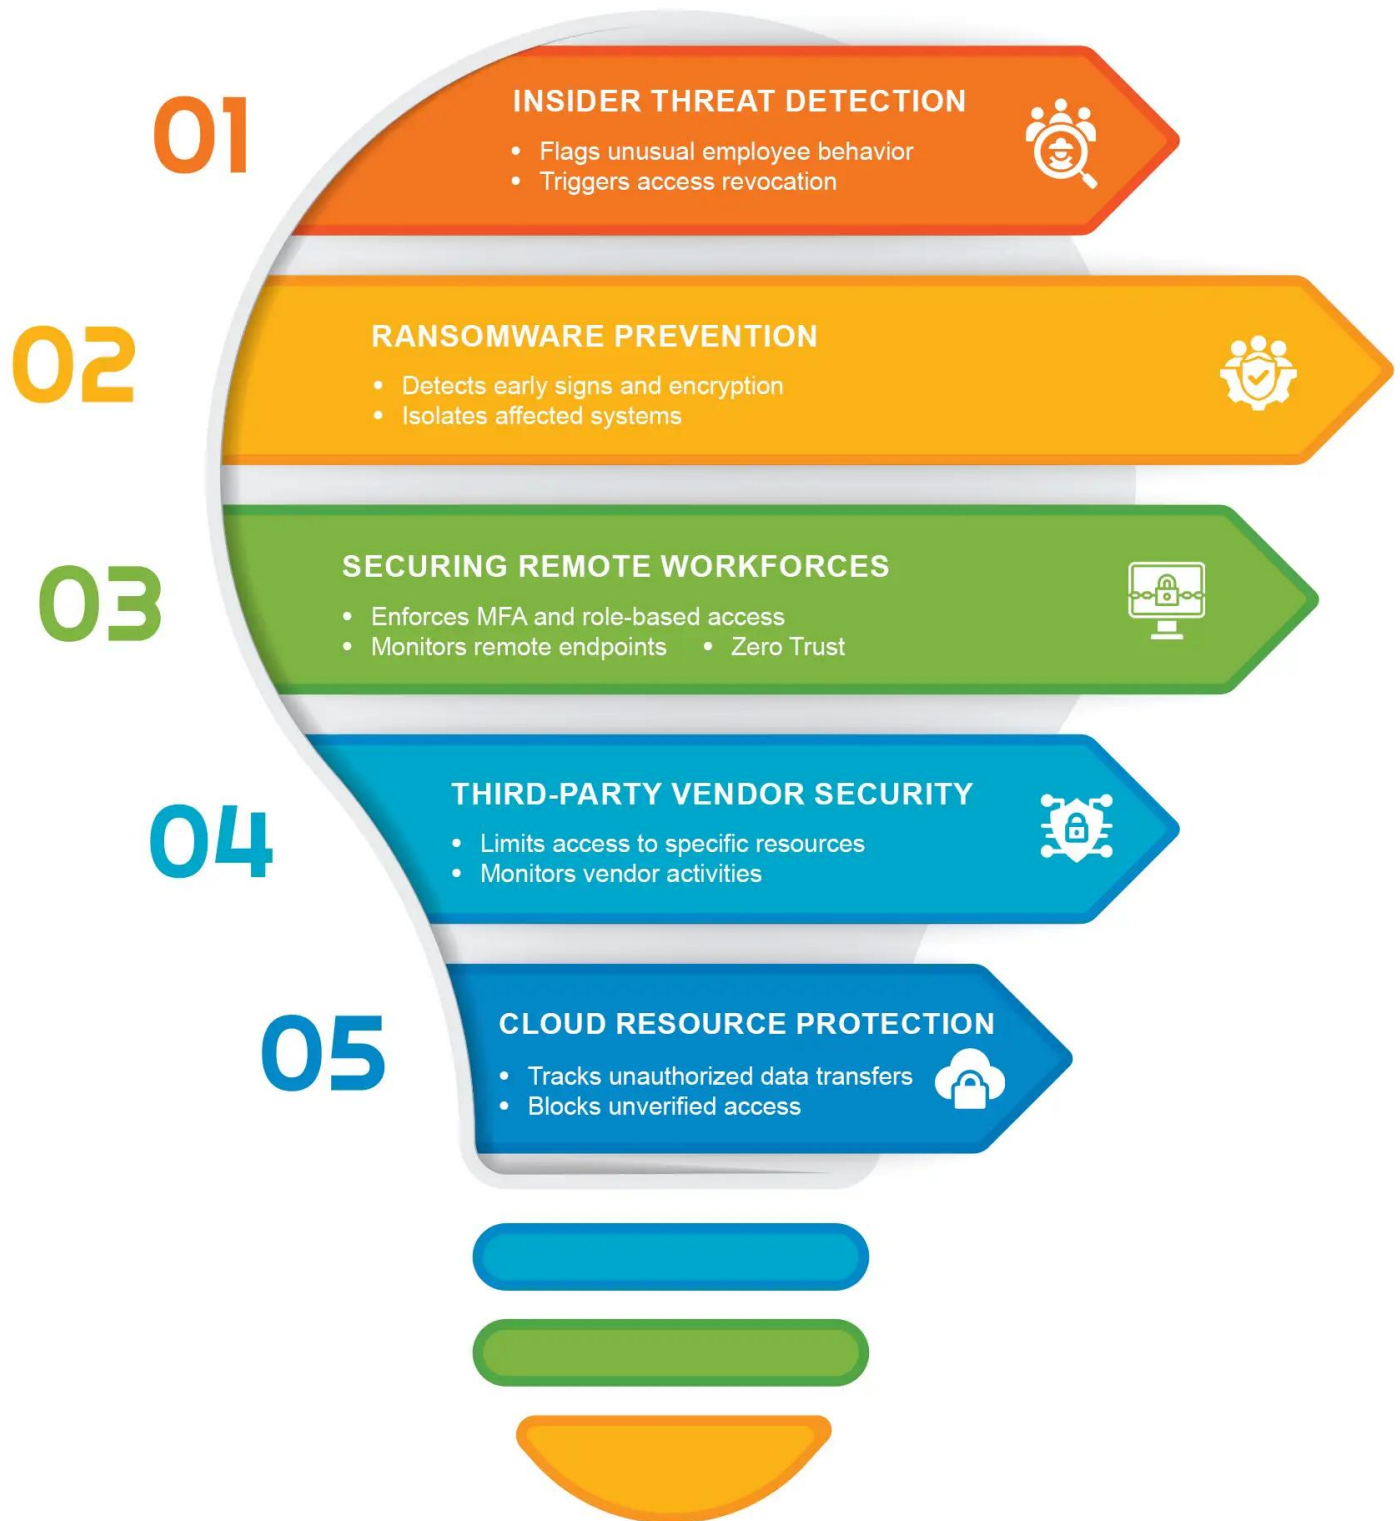 01
INSIDER THREAT DETECTION
• Flags unusual employee behavior
• Triggers access revocation
02
RANSOMWARE PREVENTION
• Detects early signs and encryption
• Isolates affected systems
03
SECURING REMOTE WORKFORCES
• Enforces MFA and role-based access
• Monitors remote endpoints • Zero Trust
04
THIRD-PARTY VENDOR SECURITY
• Limits access to specific resources
• Monitors vendor activities
05
CLOUD RESOURCE PROTECTION
• Tracks unauthorized data transfers
• Blocks unverified access